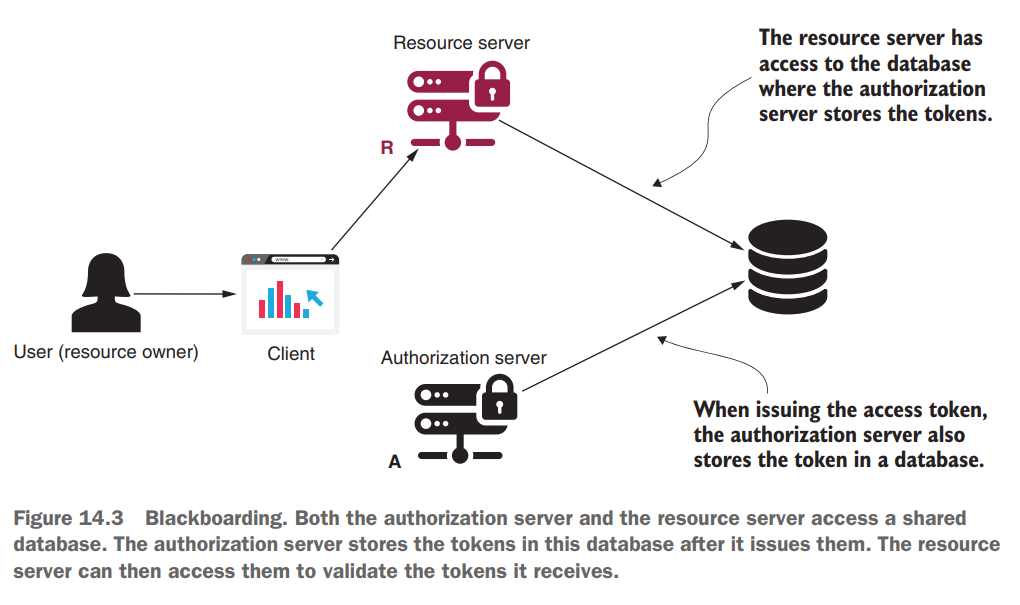 Resource server
The resource server has
access to the database
where the authorization
server stores the tokens.
R
www
User (resource owner)
Client
Authorization server
A
When issuing the access token,
the authorization server also
stores the token in a database.
Figure 14.3 Blackboarding. Both the authorization server and the resource server access a shared
database. The authorization server stores the tokens in this database after it issues them. The resource
server can then access them to validate the tokens it receives.